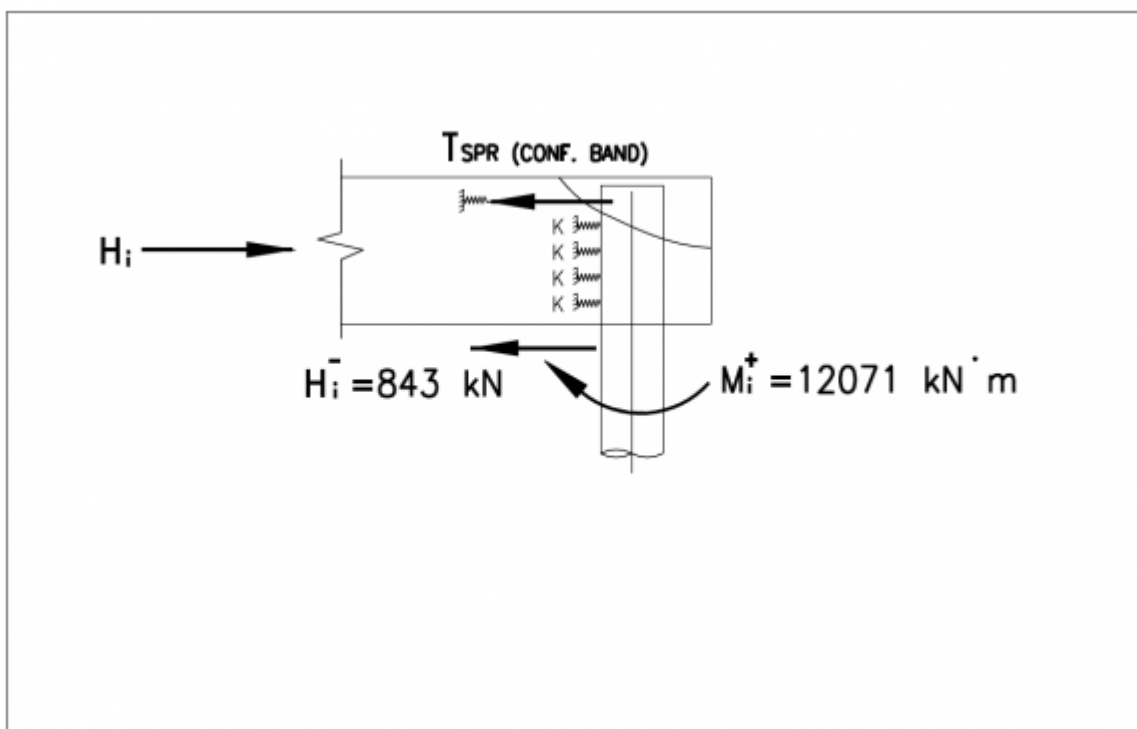 TSPR (CONF. BAND)
K
K
K
K
Hi
Hi⁻=843 kN
Mi⁺=12071 kN·m